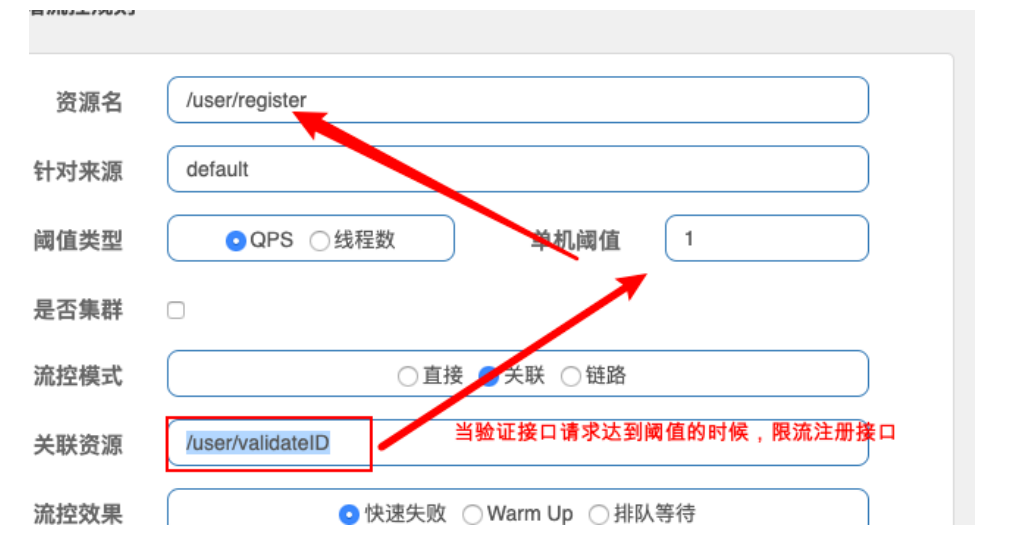 资源名 /user/register
针对来源 default
阈值类型 QPS 线程数 单机阈值 1
是否集群
流控模式 直接 关联 链路
关联资源 /user/validateID 当验证接口请求达到阈值的时候，限流注册接口
流控效果 快速失败 Warm Up 排队等待